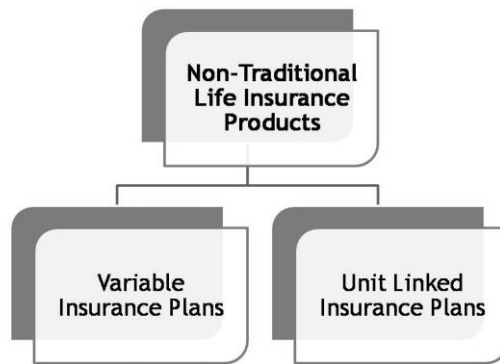 Non-Traditional
Life Insurance
Products
Variable
Insurance Plans
Unit Linked
Insurance Plans